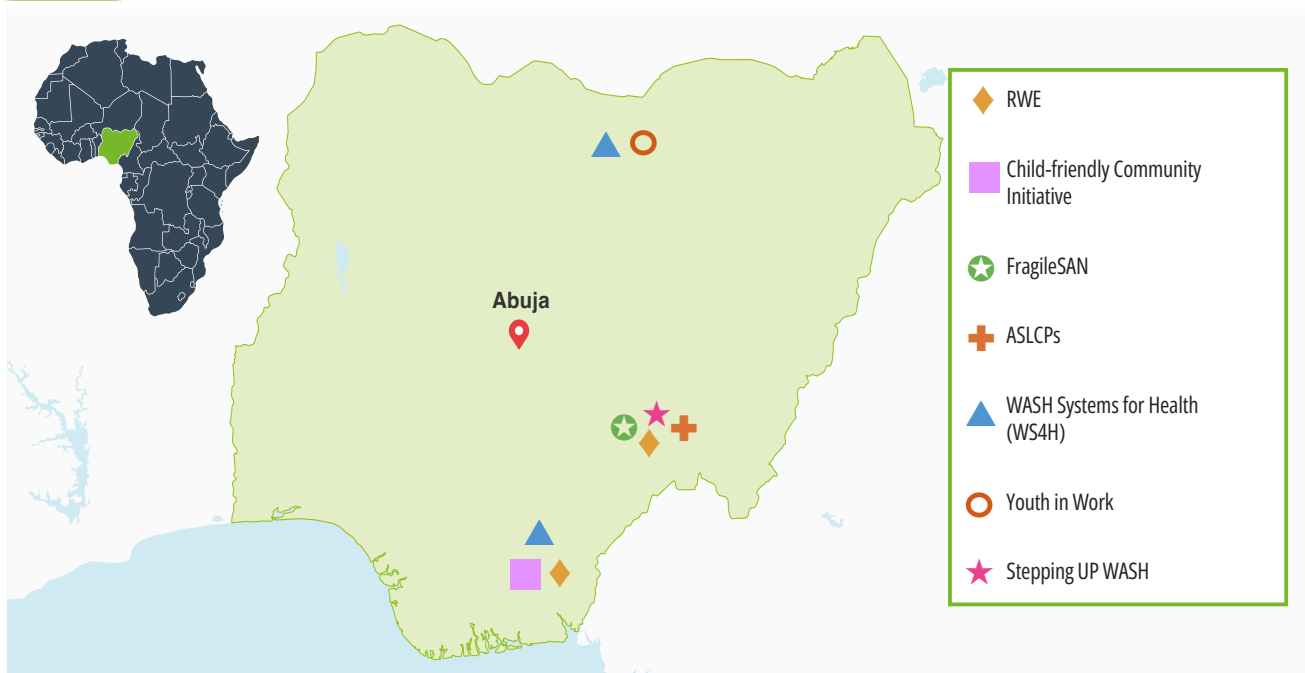 Abuja
RWE
Child-friendly Community
Initiative
FragileSAN
ASLCPs
WASH Systems for Health
(WS4H)
Youth in Work
Stepping UP WASH